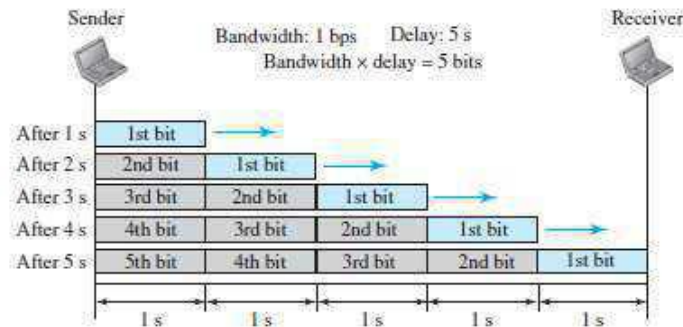 Sender
Receiver
Bandwidth: 1 bps Delay: 5 s
Bandwidth × delay = 5 bits
After 1 s 1st bit
After 2 s 2nd bit 1st bit
After 3 s 3rd bit 2nd bit 1st bit
After 4 s 4th bit 3rd bit 2nd bit 1st bit
After 5 s 5th bit 4th bit 3rd bit 2nd bit 1st bit
1 s 1 s 1 s 1 s 1 s